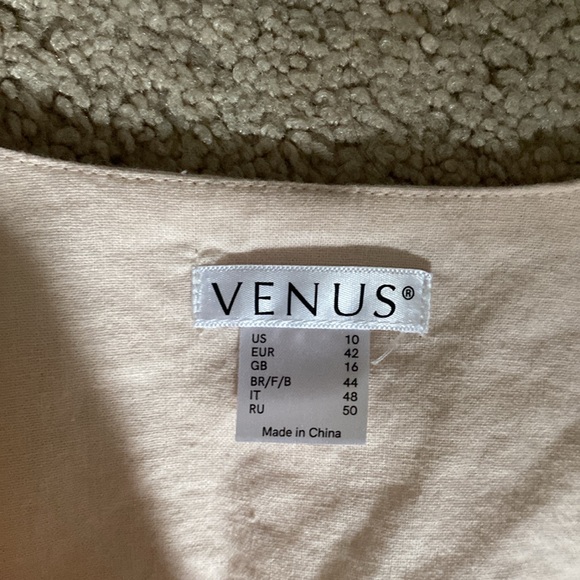 VENUS®
US 10
EUR 42
GB 16
BR/F/B 44
IT 48
RU 50
Made in China